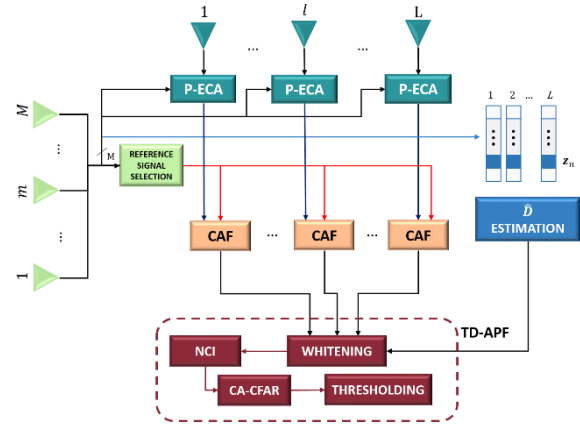 1 ... l ... L
P-ECA P-ECA P-ECA
M
⋮
m
⋮
1
M
REFERENCE
SIGNAL
SELECTION
1 2 ... L
⋮ ⋮ ⋮
z_n
D̂
ESTIMATION
CAF ... CAF ... CAF
TD-APF
NCI WHITENING
CA-CFAR THRESHOLDING